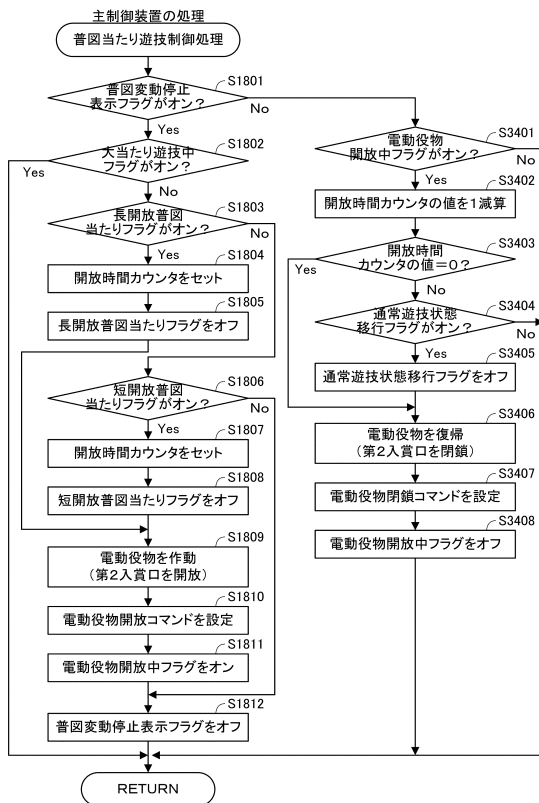 主制御装置の処理
普図当たり遊技制御処理
S1801
普図変動停止
表示フラグがオン？
No
Yes
S1802
大当たり遊技中
フラグがオン？
Yes
No
S1803
長開放普図
当たりフラグがオン？
Yes
No
S1804
開放時間カウンタをセット
S1805
長開放普図当たりフラグをオフ
S1806
短開放普図
当たりフラグがオン？
No
Yes
S1807
開放時間カウンタをセット
S1808
短開放普図当たりフラグをオフ
S1809
電動役物を作動
(第2入賞口を開放)
S1810
電動役物開放コマンドを設定
S1811
電動役物開放中フラグをオン
S1812
普図変動停止表示フラグをオフ
RETURN
S3401
電動役物
開放中フラグがオン？
No
Yes
S3402
開放時間カウンタの値を1減算
S3403
開放時間
カウンタの値=0？
Yes
No
S3404
通常遊技状態
移行フラグがオン？
No
Yes
S3405
通常遊技状態移行フラグをオフ
S3406
電動役物を復帰
(第2入賞口を閉鎖)
S3407
電動役物閉鎖コマンドを設定
S3408
電動役物開放中フラグをオフ